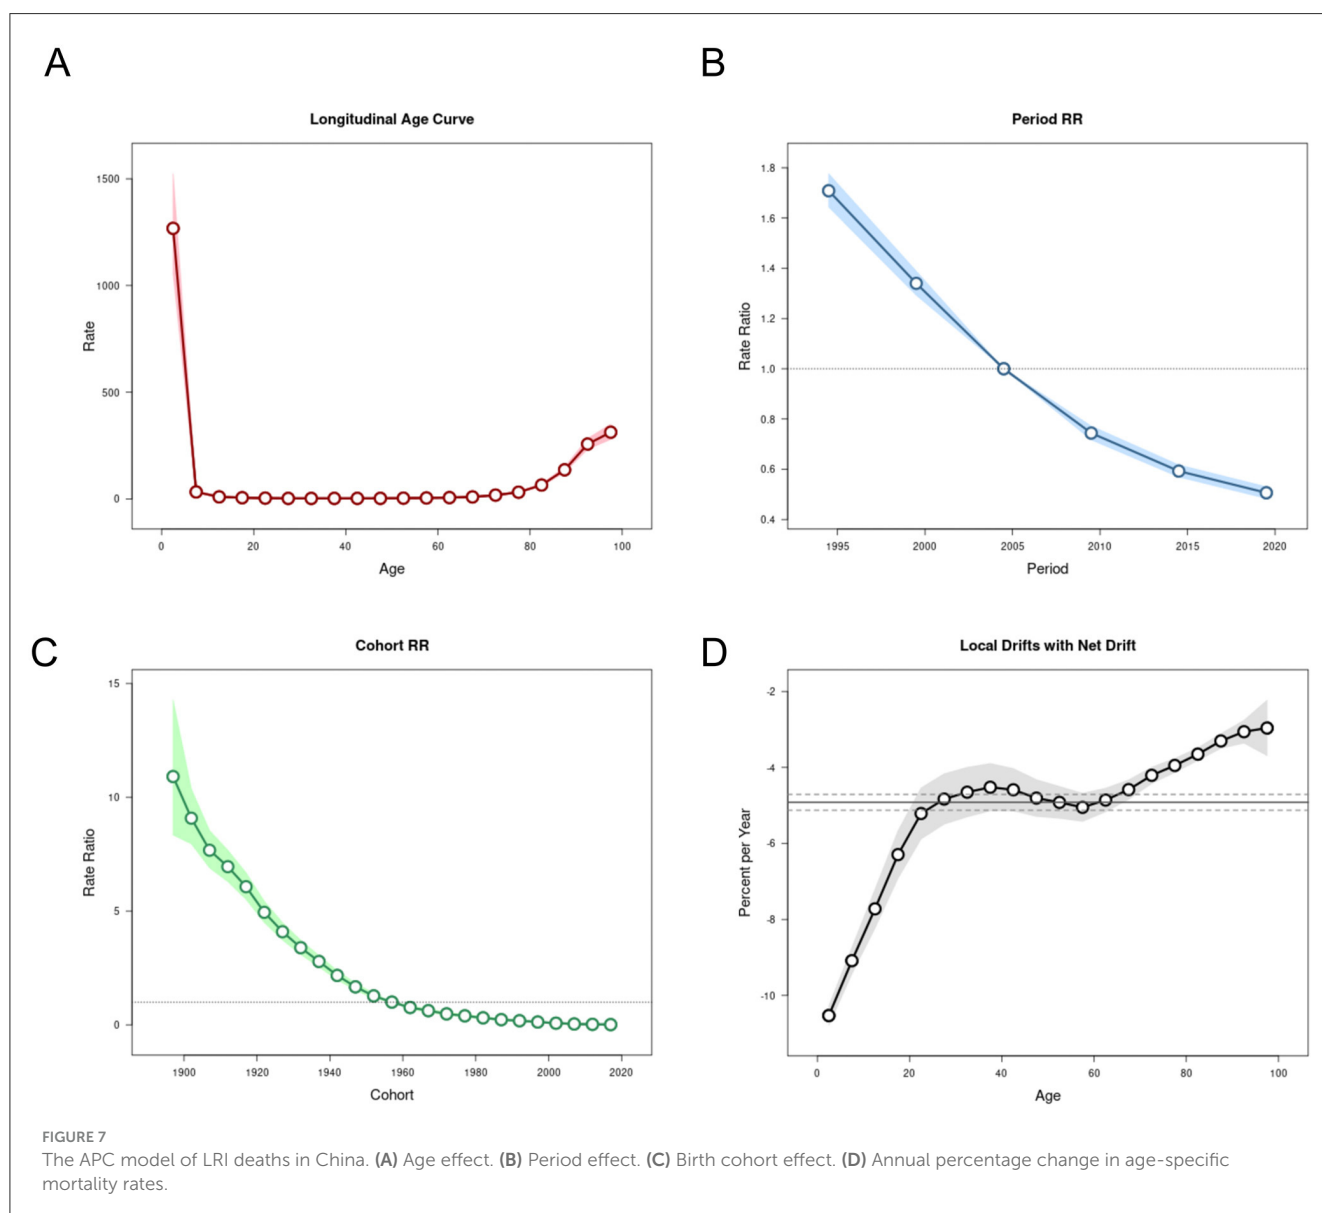 A
Longitudinal Age Curve
1500
1000
500
0
Rate
0 20 40 60 80 100
Age
B
Period RR
1.8
1.6
1.4
1.2
1.0
0.8
0.6
0.4
Rate Ratio
1995 2000 2005 2010 2015 2020
Period
C
Cohort RR
15
10
5
0
Rate Ratio
1900 1920 1940 1960 1980 2000 2020
Cohort
D
Local Drifts with Net Drift
-2
-4
-6
-8
-10
Percent per Year
0 20 40 60 80 100
Age
FIGURE 7
The APC model of LRI deaths in China. (A) Age effect. (B) Period effect. (C) Birth cohort effect. (D) Annual percentage change in age-specific
mortality rates.